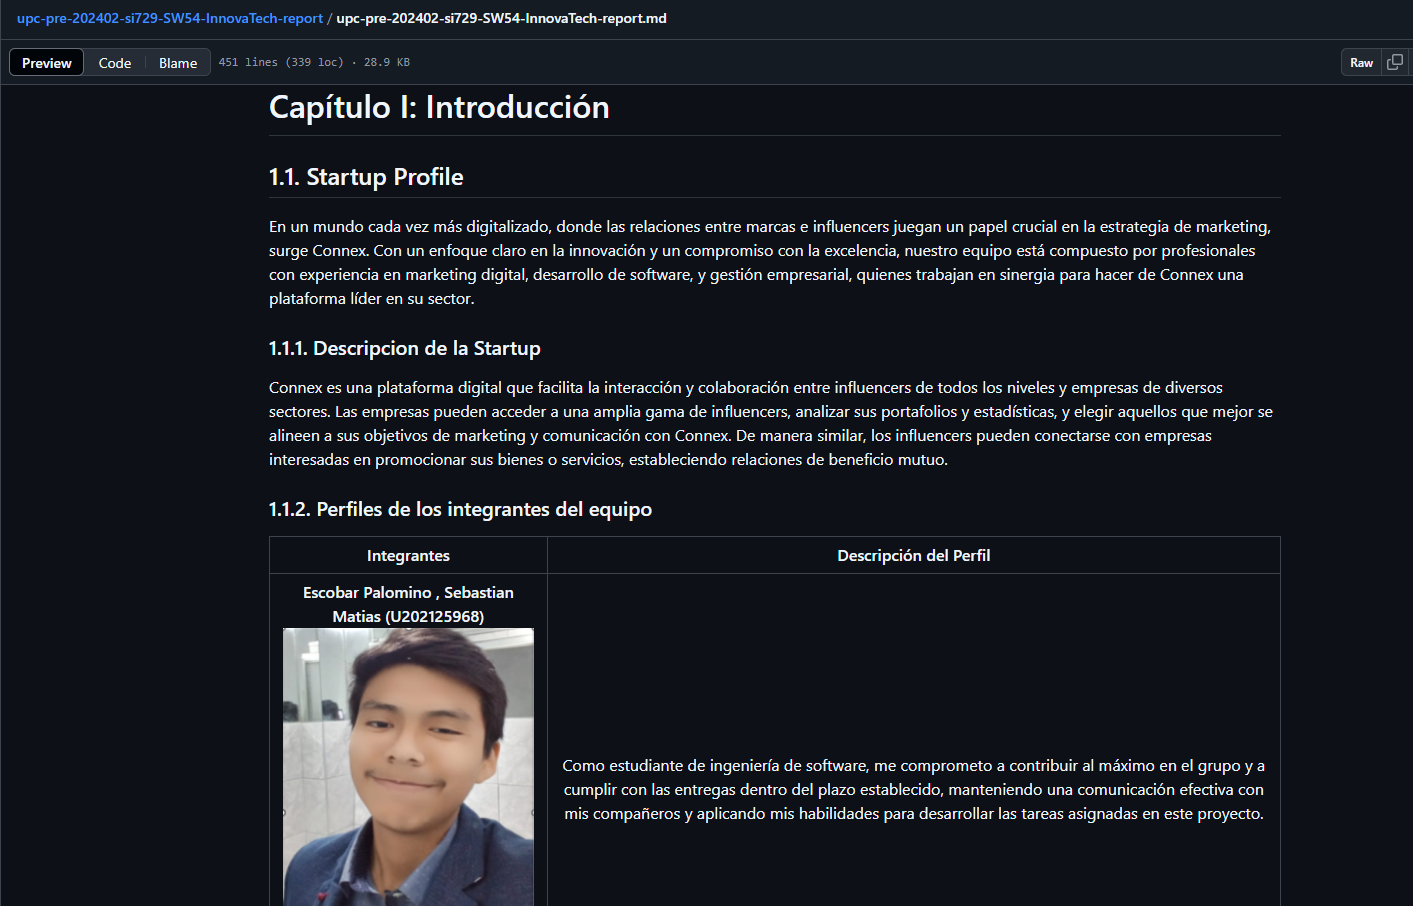 upc-pre-202402-si729-SW54-InnovaTech-report / upc-pre-202402-si729-SW54-InnovaTech-report.md
Preview Code Blame 451 lines (339 loc) · 28.9 KB Raw
Capítulo I: Introducción
1.1. Startup Profile
En un mundo cada vez más digitalizado, donde las relaciones entre marcas e influencers juegan un papel crucial en la estrategia de marketing,
surge Connex. Con un enfoque claro en la innovación y un compromiso con la excelencia, nuestro equipo está compuesto por profesionales
con experiencia en marketing digital, desarrollo de software, y gestión empresarial, quienes trabajan en sinergia para hacer de Connex una
plataforma líder en su sector.
1.1.1. Descripcion de la Startup
Connex es una plataforma digital que facilita la interacción y colaboración entre influencers de todos los niveles y empresas de diversos
sectores. Las empresas pueden acceder a una amplia gama de influencers, analizar sus portafolios y estadísticas, y elegir aquellos que mejor se
alineen a sus objetivos de marketing y comunicación con Connex. De manera similar, los influencers pueden conectarse con empresas
interesadas en promocionar sus bienes o servicios, estableciendo relaciones de beneficio mutuo.
1.1.2. Perfiles de los integrantes del equipo
Integrantes Descripción del Perfil
Escobar Palomino , Sebastian
Matias (U202125968)
Como estudiante de ingeniería de software, me comprometo a contribuir al máximo en el grupo y a
cumplir con las entregas dentro del plazo establecido, manteniendo una comunicación efectiva con
mis compañeros y aplicando mis habilidades para desarrollar las tareas asignadas en este proyecto.